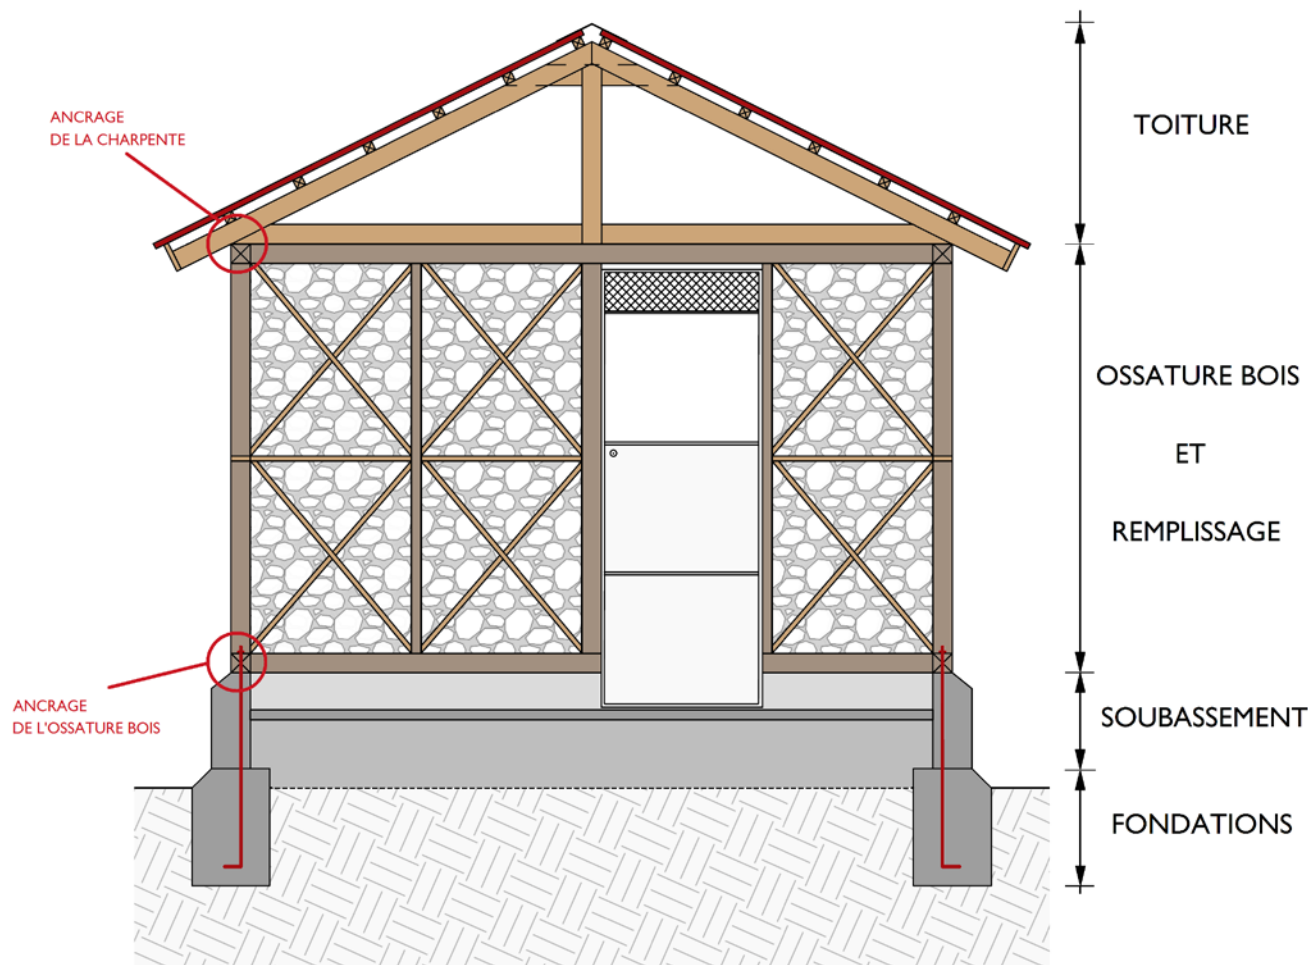 ANCRAGE
DE LA CHARPENTE
TOITURE
OSSATURE BOIS
ET
REMPLISSAGE
ANCRAGE
DE L'OSSATURE BOIS
SOUBASSEMENT
FONDATIONS